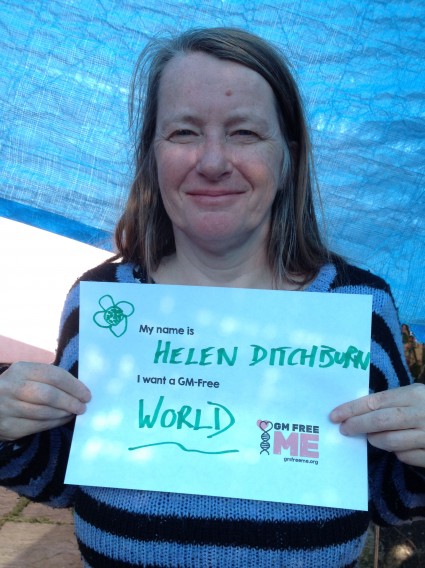 My name is
HELEN DITCHBURN
I want a GM-Free
WORLD
GM FREE
ME
gmfreeme.org